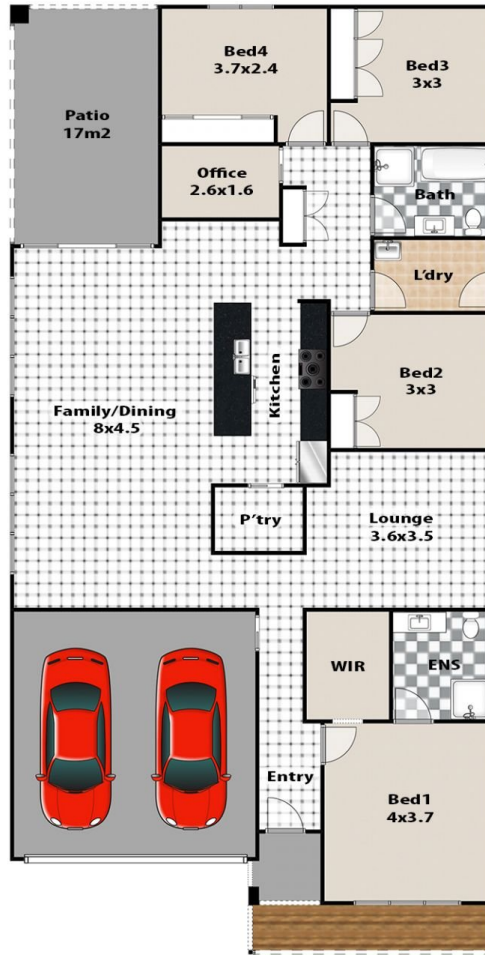 Bed4
3.7x2.4
Bed3
3x3
Patio
17m2
Office
2.6x1.6
Bath
L'dry
Kitchen
Bed2
3x3
Family/Dining
8x4.5
P'try
Lounge
3.6x3.5
WIR
ENS
Entry
Bed1
4x3.7